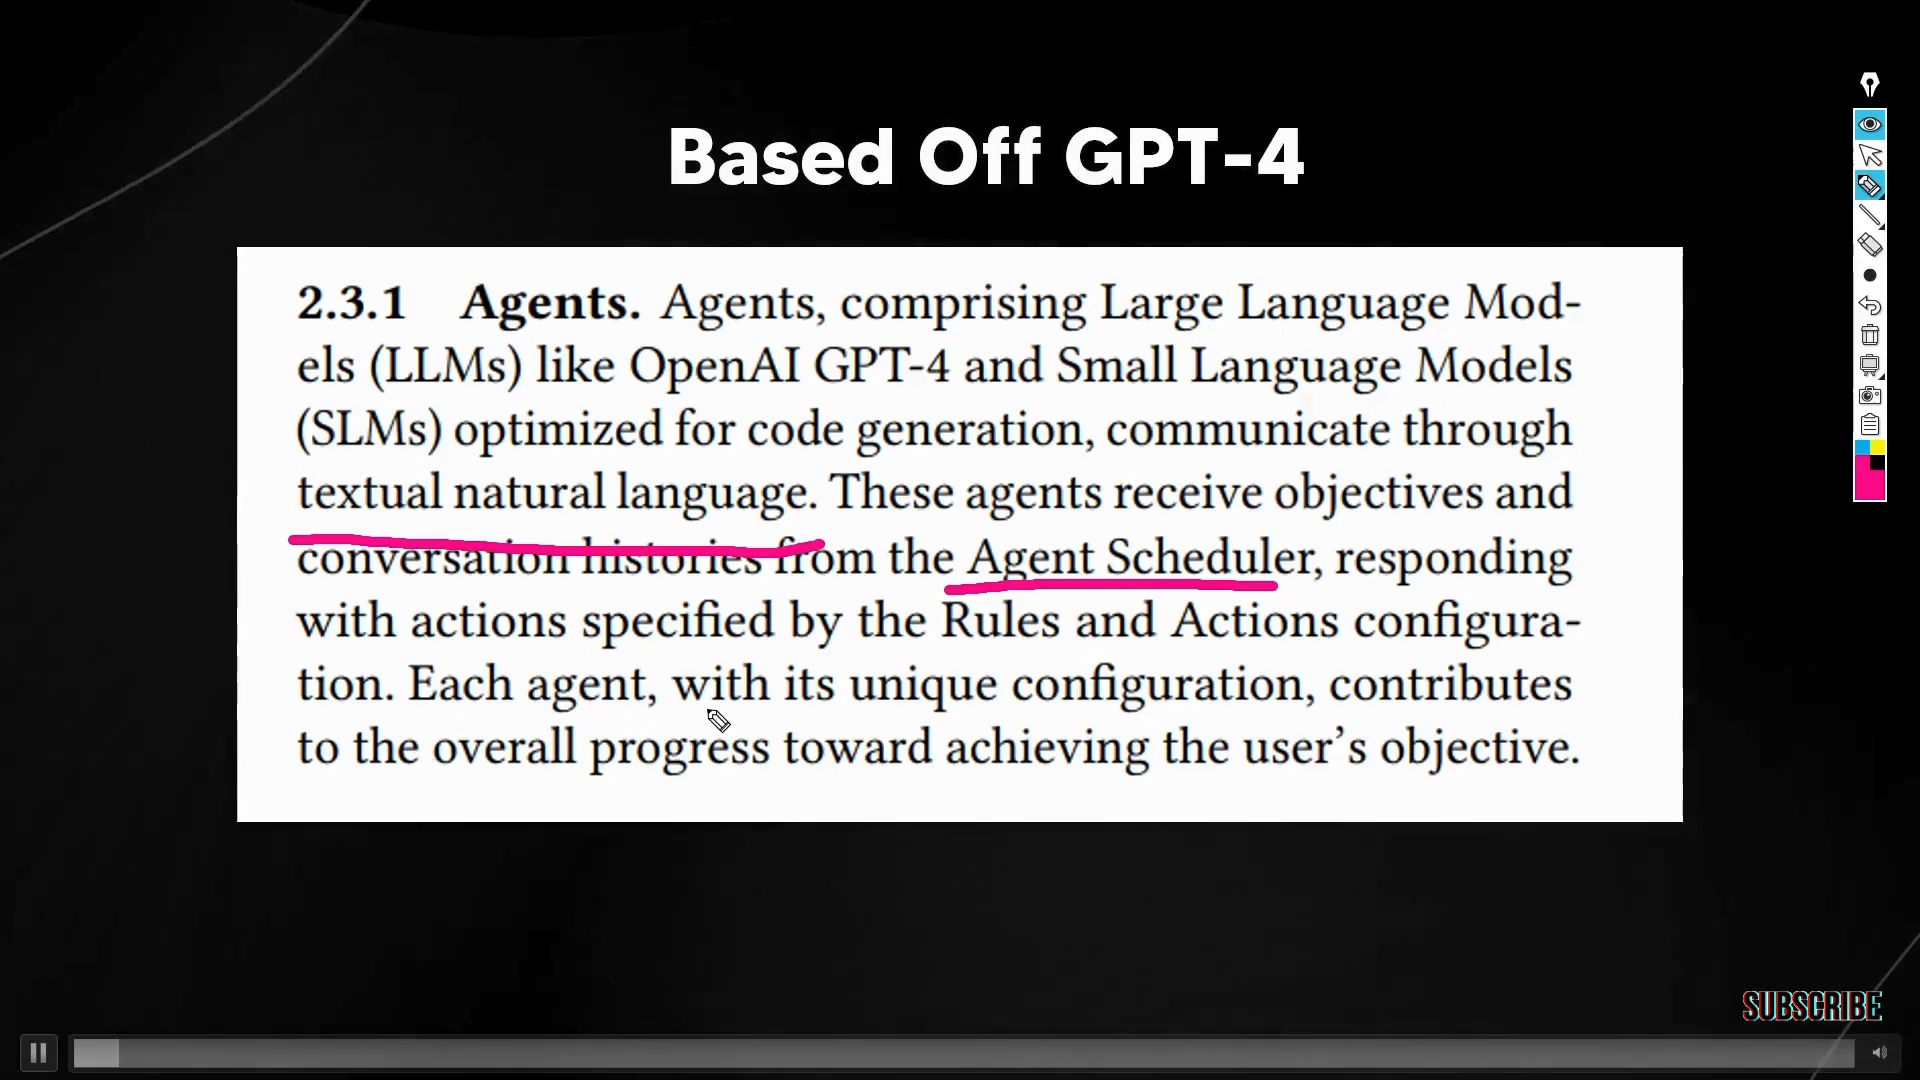 Based Off GPT-4
2.3.1 Agents. Agents, comprising Large Language Mod-
els (LLMs) like OpenAI GPT-4 and Small Language Models
(SLMs) optimized for code generation, communicate through
textual natural language. These agents receive objectives and
conversation histories from the Agent Scheduler, responding
with actions specified by the Rules and Actions configura-
tion. Each agent, with its unique configuration, contributes
to the overall progress toward achieving the user’s objective.
SUBSCRIBE